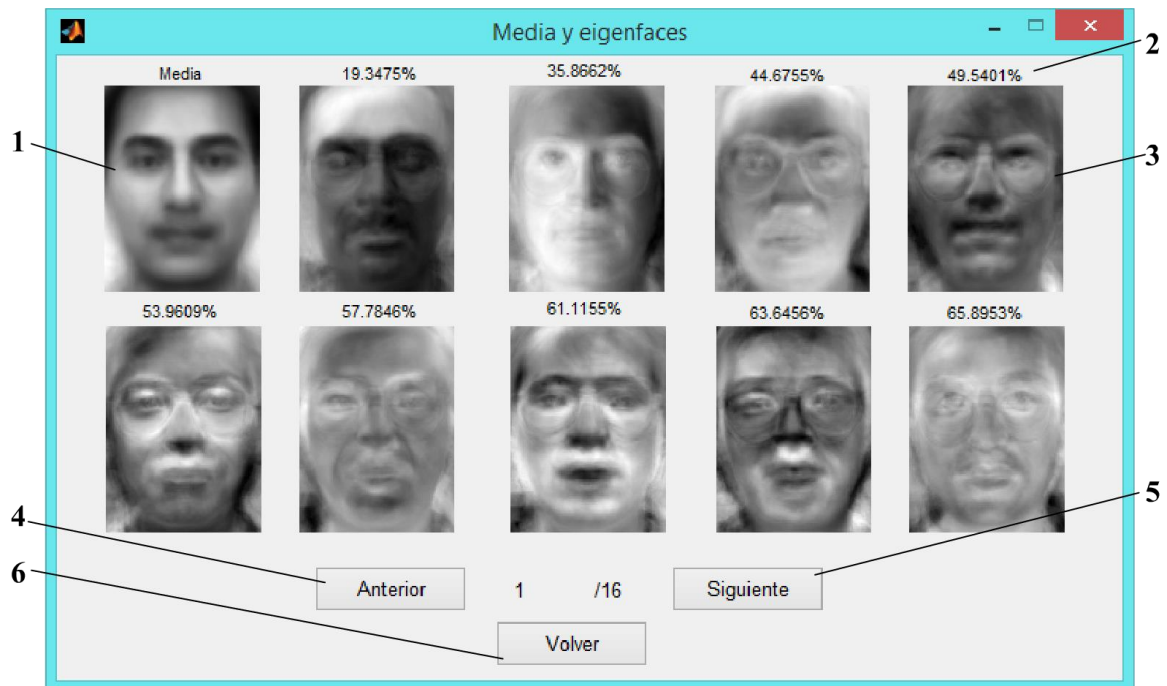 Media y eigenfaces
2
Media 19.3475% 35.8662% 44.6755% 49.5401%
1
3
53.9609% 57.7846% 61.1155% 63.6456% 65.8953%
4
5
6
Anterior 1 /16 Siguiente
Volver